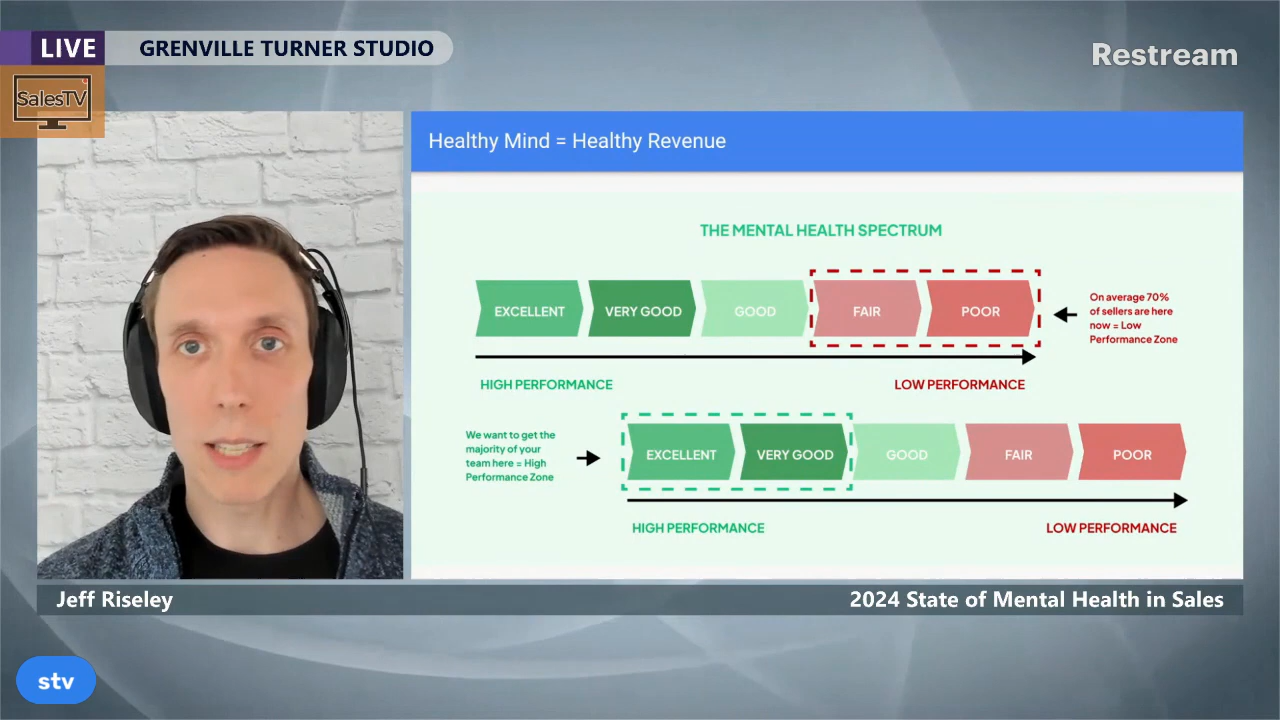 LIVE
GRENVILLE TURNER STUDIO
Restream
SalesTV
Healthy Mind = Healthy Revenue
THE MENTAL HEALTH SPECTRUM
EXCELLENT
VERY GOOD
GOOD
FAIR
POOR
On average 70%
of sellers are here
now = Low
Performance Zone
HIGH PERFORMANCE
LOW PERFORMANCE
We want to get the
majority of your
team here = High
Performance Zone
EXCELLENT
VERY GOOD
GOOD
FAIR
POOR
HIGH PERFORMANCE
LOW PERFORMANCE
Jeff Riseley
2024 State of Mental Health in Sales
stv